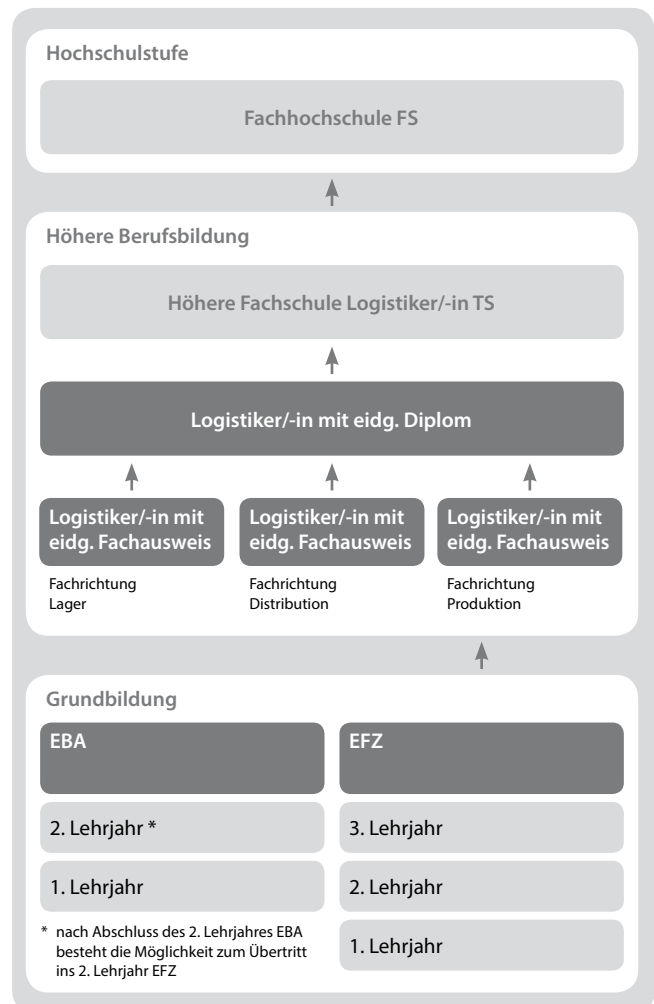 Hochschulstufe
Fachhochschule FS
Höhere Berufsbildung
Höhere Fachschule Logistiker/-in TS
Logistiker/-in mit eidg. Diplom
Logistiker/-in mit
eidg. Fachausweis
Fachrichtung
Lager
Logistiker/-in mit
eidg. Fachausweis
Fachrichtung
Distribution
Logistiker/-in mit
eidg. Fachausweis
Fachrichtung
Produktion
Grundbildung
EBA
2. Lehrjahr *
1. Lehrjahr
* nach Abschluss des 2. Lehrjahres EBA
besteht die Möglichkeit zum Übertritt
ins 2. Lehrjahr EFZ
EFZ
3. Lehrjahr
2. Lehrjahr
1. Lehrjahr